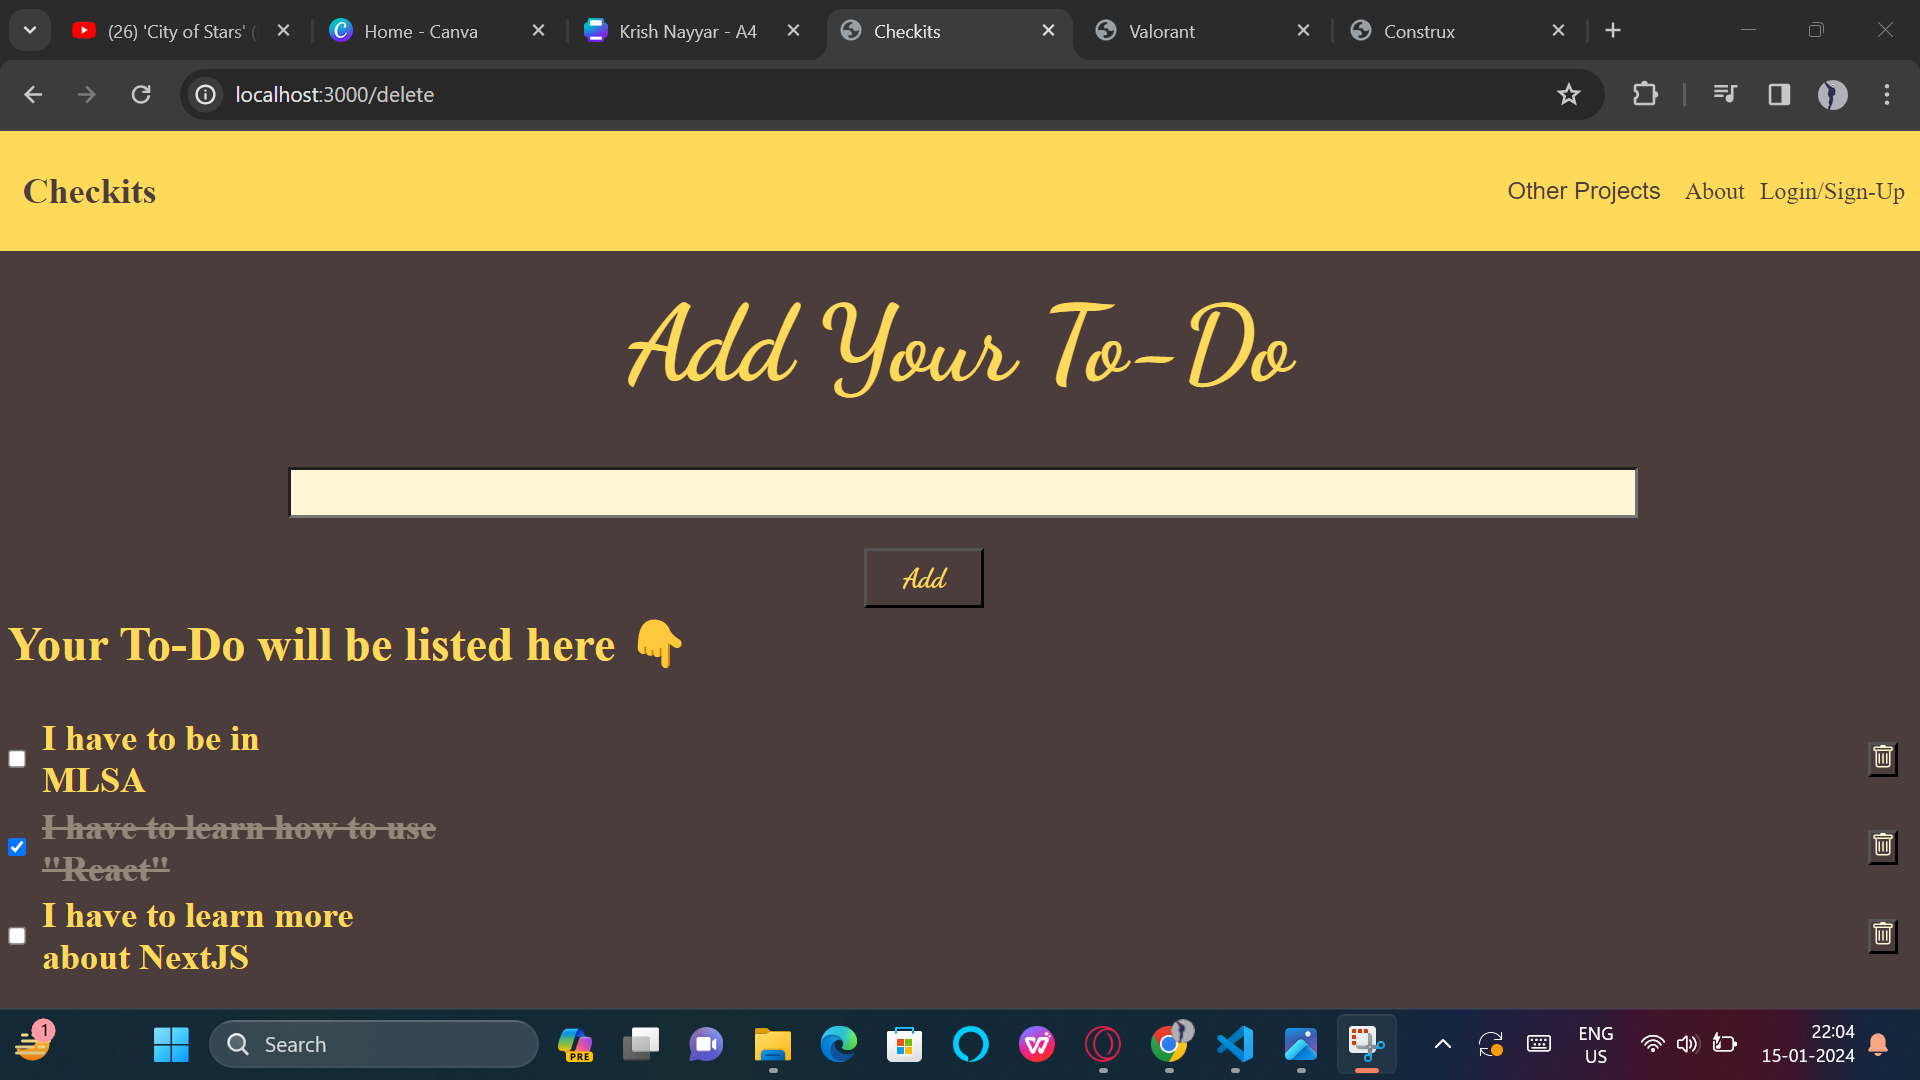 (26) 'City of Stars' (
Home - Canva
Krish Nayyar - A4
Checkits
Valorant
Construx
localhost:3000/delete
Checkits
Other Projects About Login/Sign-Up
Add Your To-Do
Add
Your To-Do will be listed here 👇
I have to be in
MLSA
I have to learn how to use
"React"
I have to learn more
about NextJS
1
Search
PRE
ENG
US
22:04
15-01-2024